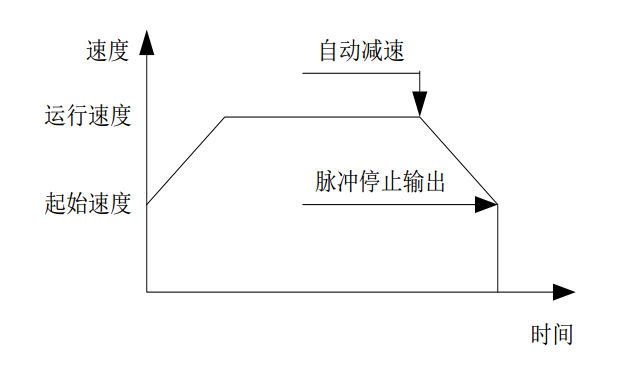 速度
自动减速
运行速度
脉冲停止输出
起始速度
时间